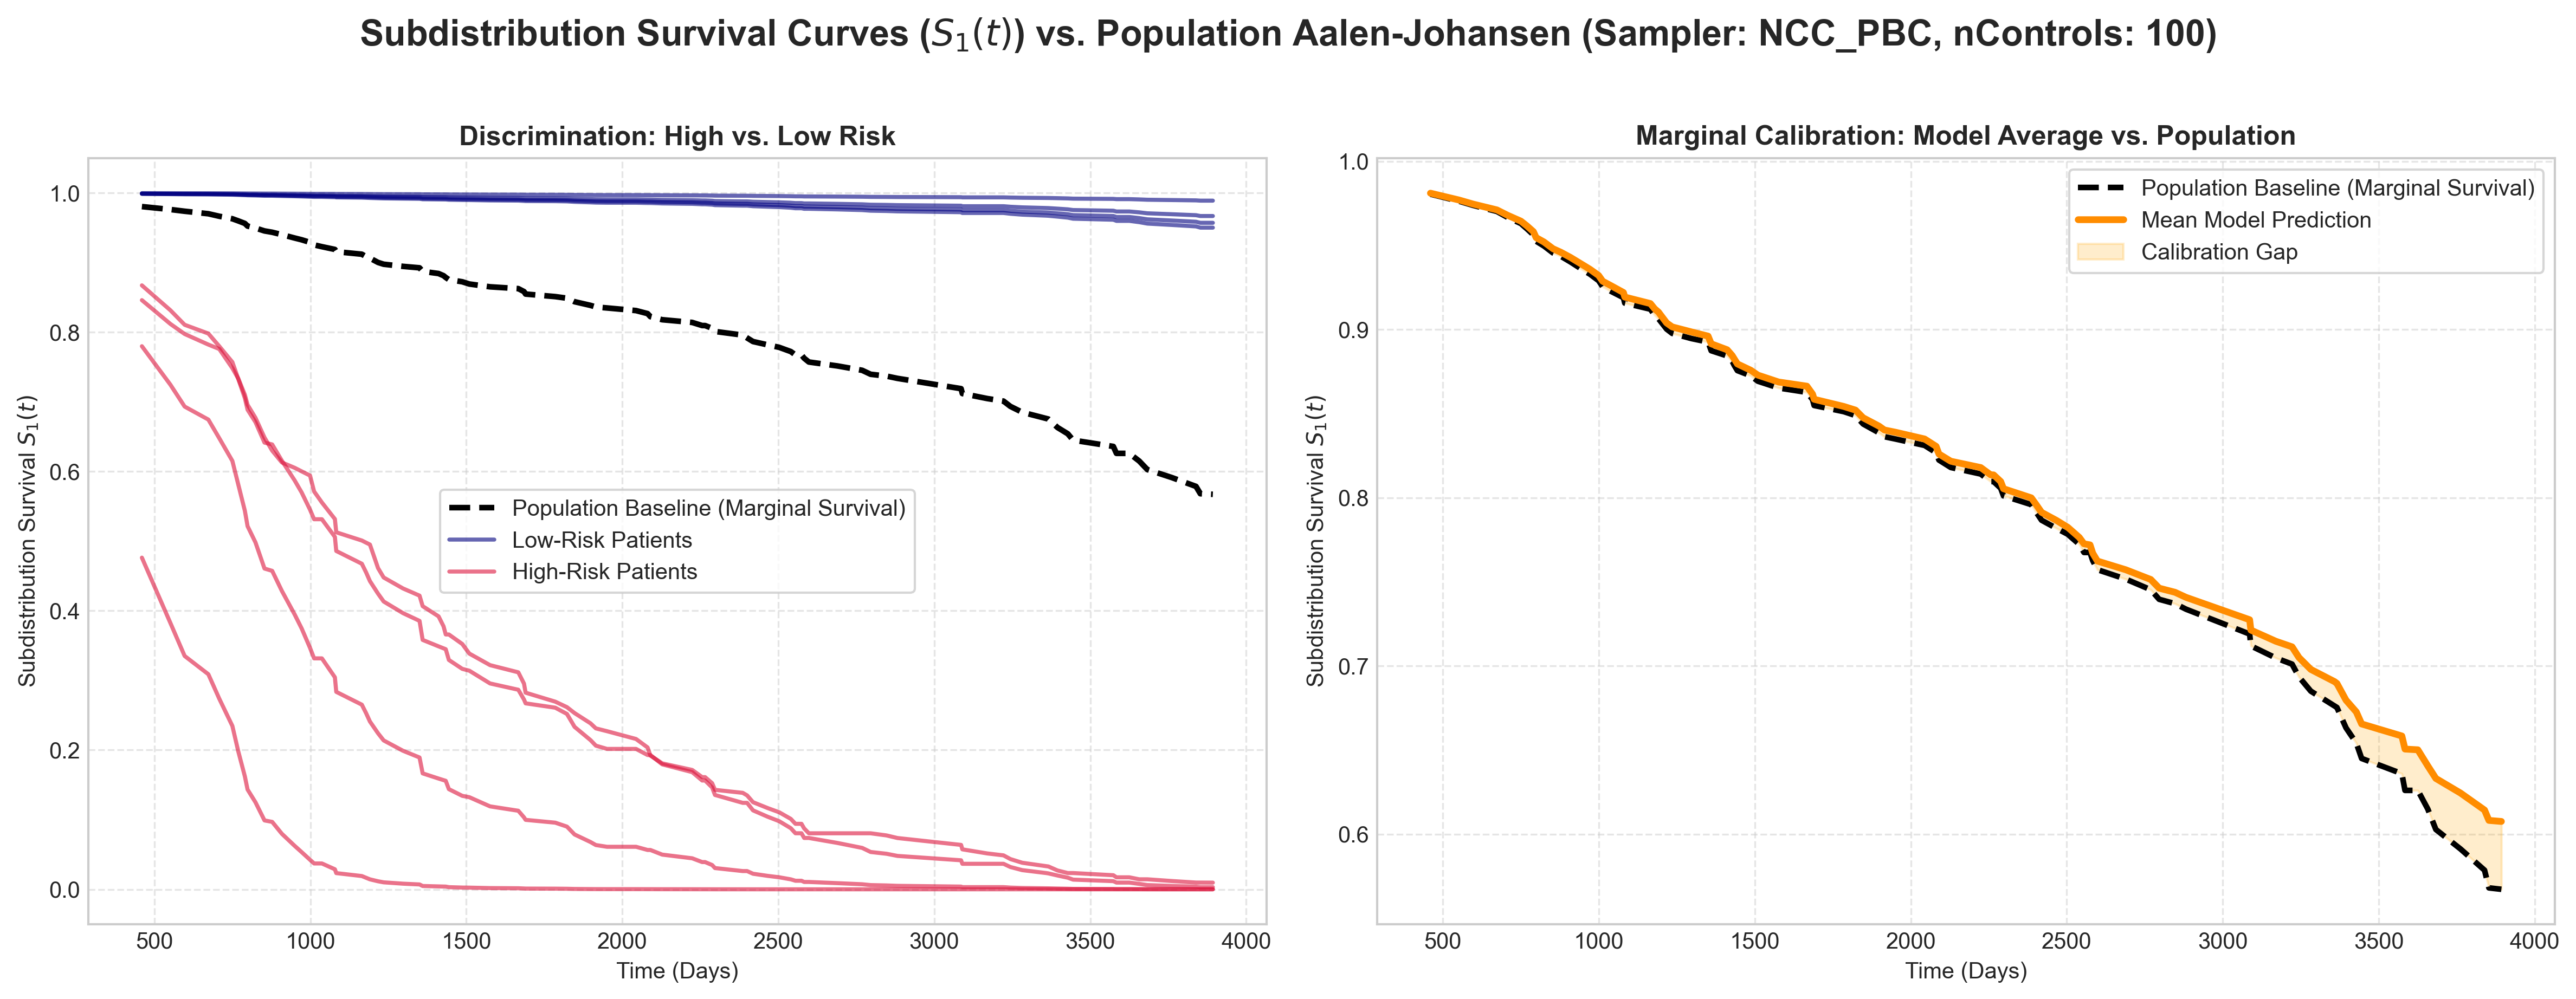 Subdistribution Survival Curves (S₁(t)) vs. Population Aalen-Johansen (Sampler: NCC_PBC, nControls: 100)
Discrimination: High vs. Low Risk
Subdistribution Survival S₁(t)
1.0
0.8
0.6
0.4
0.2
0.0
Population Baseline (Marginal Survival)
Low-Risk Patients
High-Risk Patients
500 1000 1500 2000 2500 3000 3500 4000
Time (Days)
Marginal Calibration: Model Average vs. Population
Subdistribution Survival S₁(t)
1.0
0.9
0.8
0.7
0.6
Population Baseline (Marginal Survival)
Mean Model Prediction
Calibration Gap
500 1000 1500 2000 2500 3000 3500 4000
Time (Days)